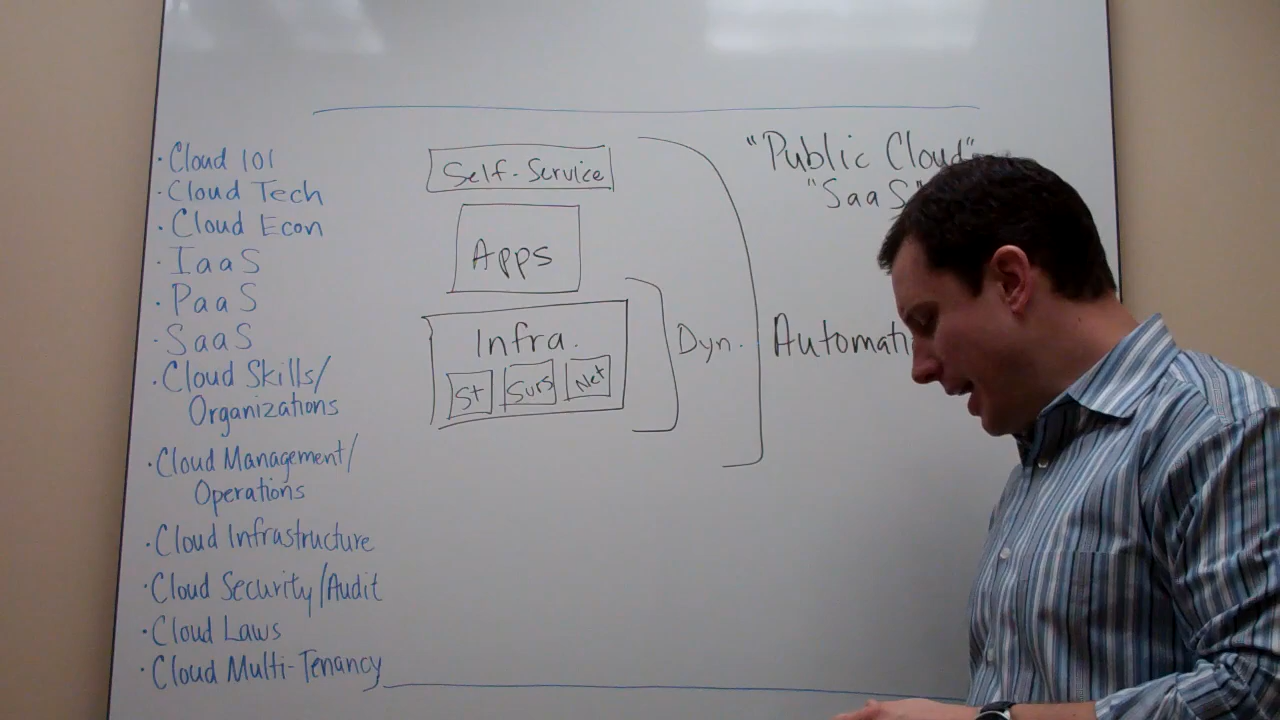 · Cloud 101
· Cloud Tech
· Cloud Econ
· IaaS
· PaaS
· SaaS
· Cloud Skills/
Organizations
· Cloud Management/
Operations
· Cloud Infrastructure
· Cloud Security/Audit
· Cloud Laws
· Cloud Multi-Tenancy
Self-Service
Apps
Infra.
St
Survs
Net
Dyn.
"Public Cloud"
"SaaS"
Automati